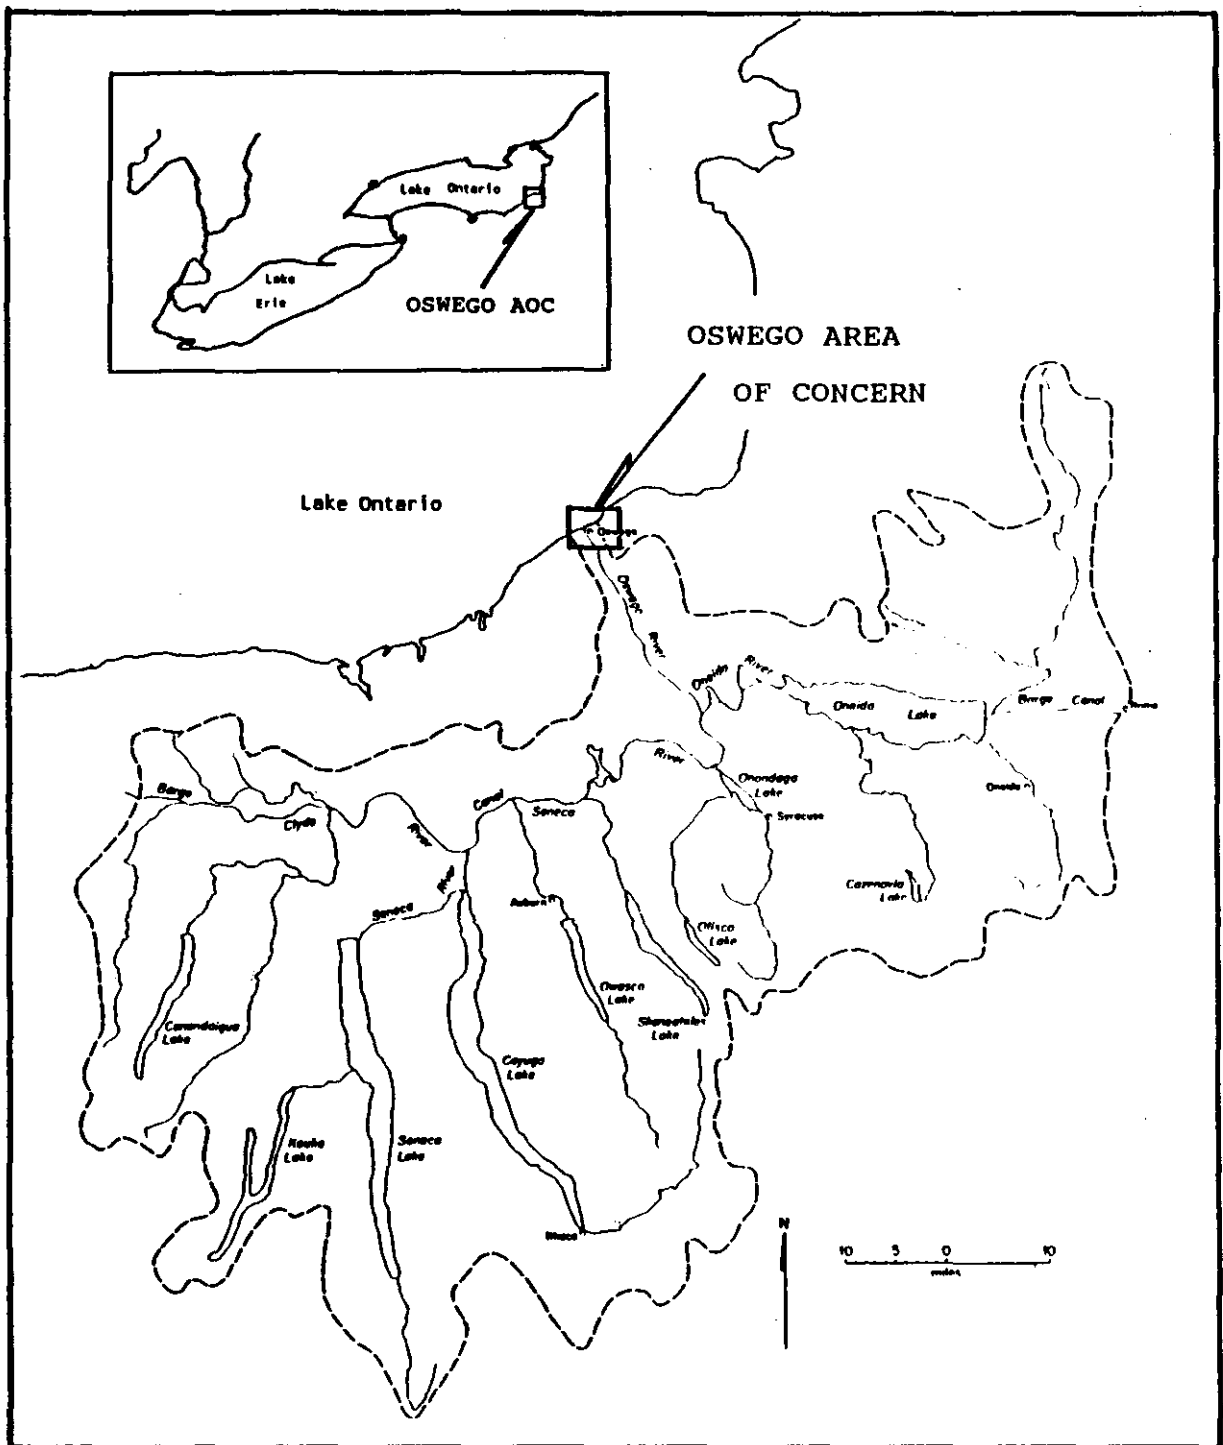 Lake Ontario
Lake
Erie
OSWEGO AOC
OSWEGO AREA
OF CONCERN
Lake Ontario
Oswego
Oswego
River
Oneida River
Oneida Lake
Barge Canal
Rome
River
Onondaga
Lake
Syracuse
Oneida
Barge
Canal
Seneca
Clyde
River
River
Seneca
Auburn
Cazenovia
Lake
Otisco
Lake
Owasco
Lake
Skaneateles
Lake
Canandaigua
Lake
Cayuga
Lake
Keuka
Lake
Seneca
Lake
Ithaca
N
10 5 0 10
miles